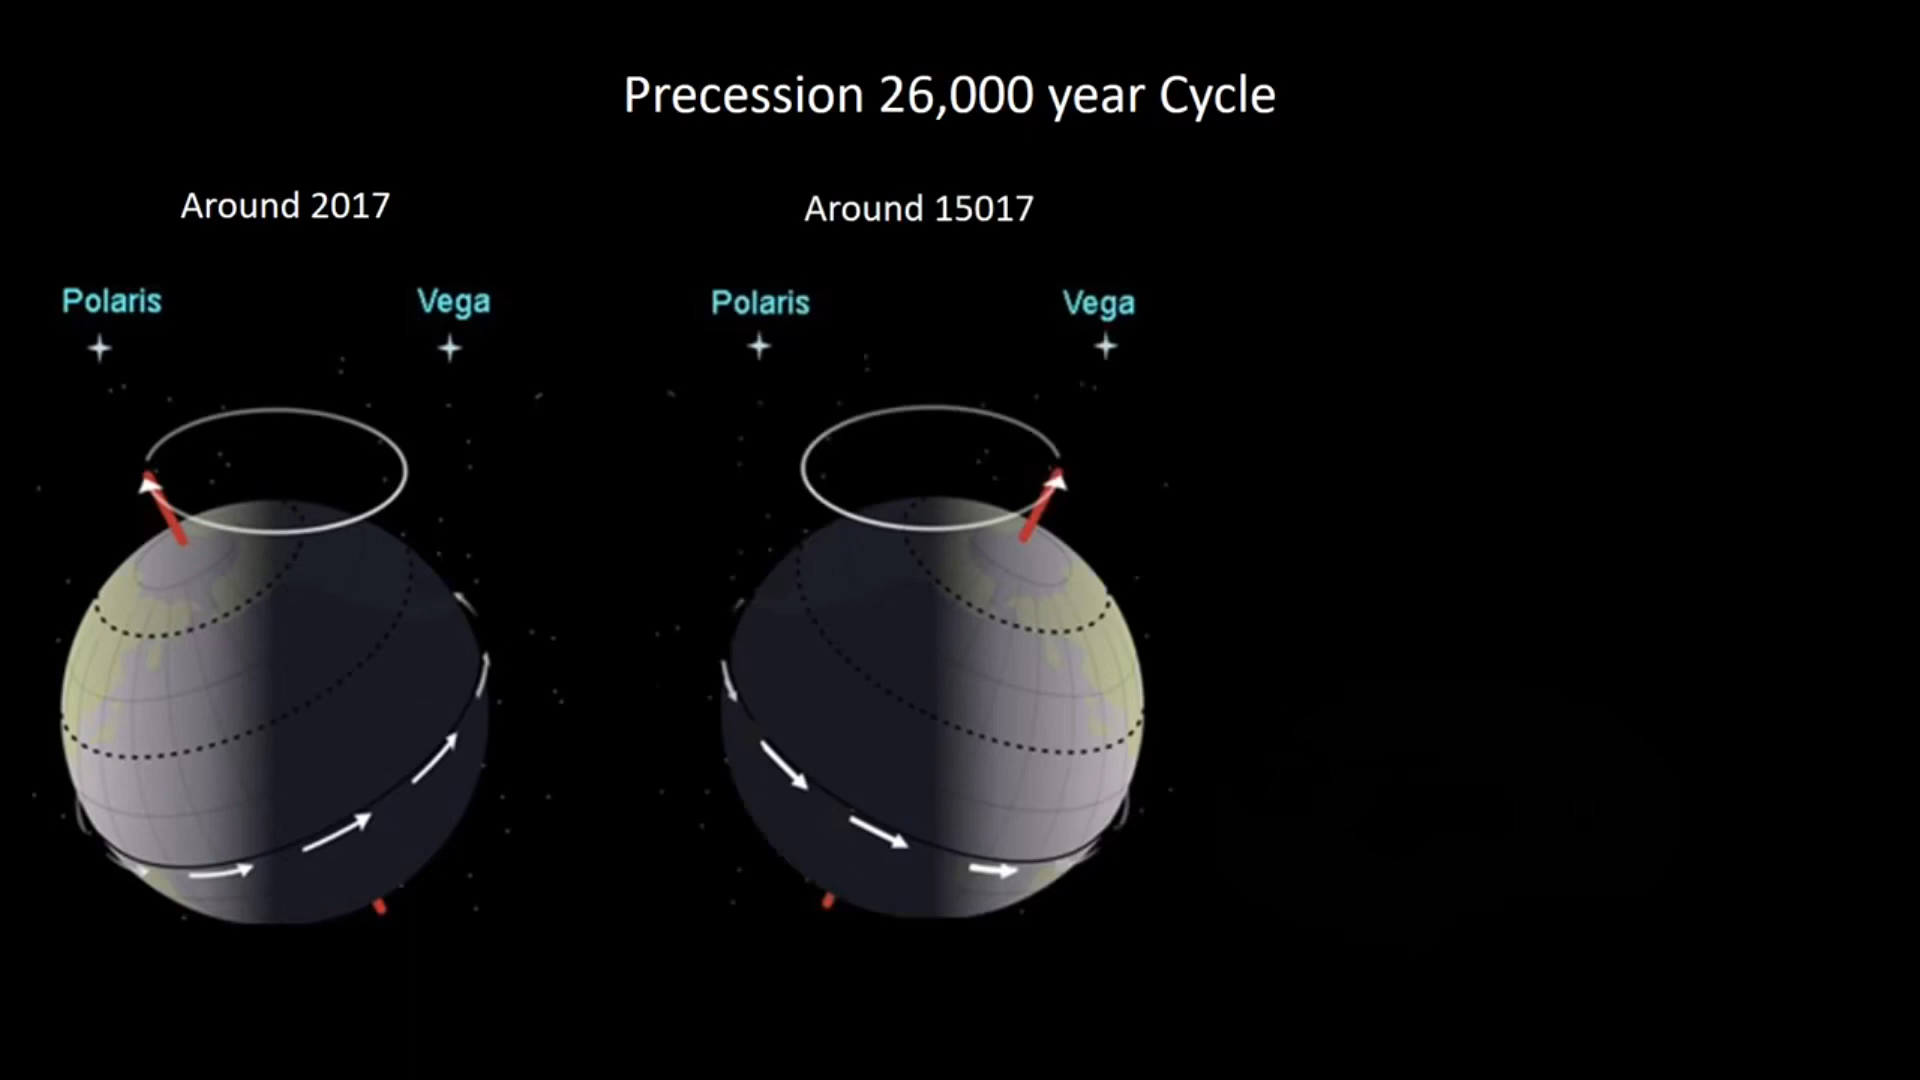 Precession 26,000 year Cycle
Around 2017
Around 15017
Polaris
Vega
Polaris
Vega